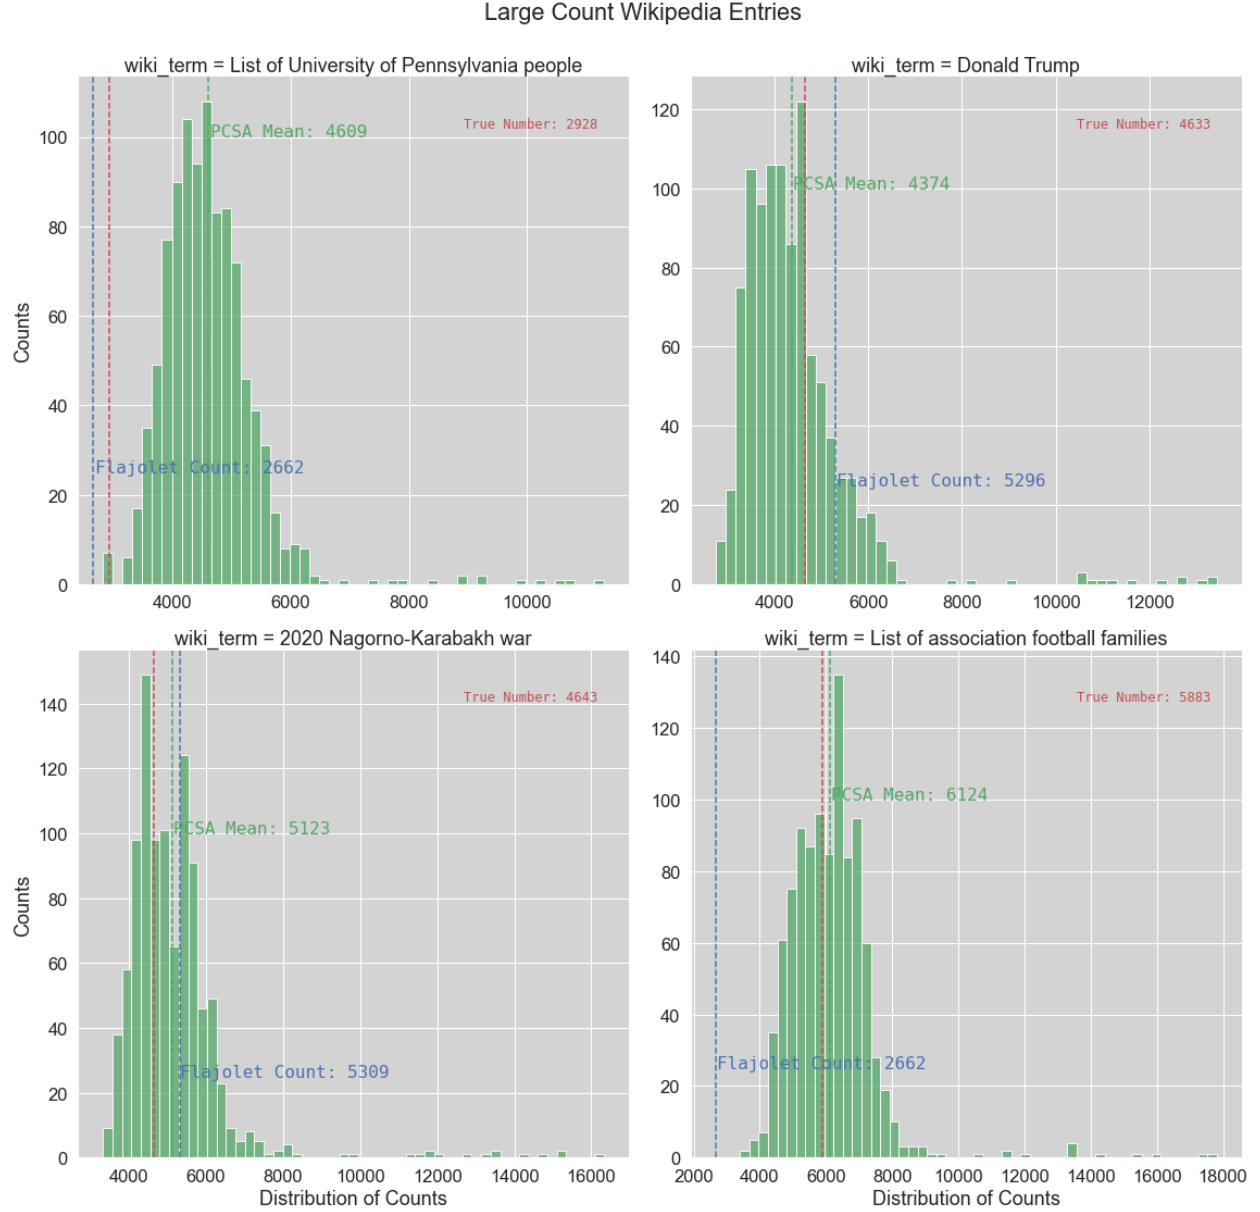 Large Count Wikipedia Entries
wiki_term = List of University of Pennsylvania people
True Number: 2928
PCSA Mean: 4609
Flajolet Count: 2662
Counts
100
80
60
40
20
0
4000 6000 8000 10000
wiki_term = Donald Trump
True Number: 4633
PCSA Mean: 4374
Flajolet Count: 5296
120
100
80
60
40
20
0
4000 6000 8000 10000 12000
wiki_term = 2020 Nagorno-Karabakh war
True Number: 4643
PCSA Mean: 5123
Flajolet Count: 5309
Counts
140
120
100
80
60
40
20
0
4000 6000 8000 10000 12000 14000 16000
Distribution of Counts
wiki_term = List of association football families
True Number: 5883
PCSA Mean: 6124
Flajolet Count: 2662
140
120
100
80
60
40
20
0
2000 4000 6000 8000 10000 12000 14000 16000 18000
Distribution of Counts